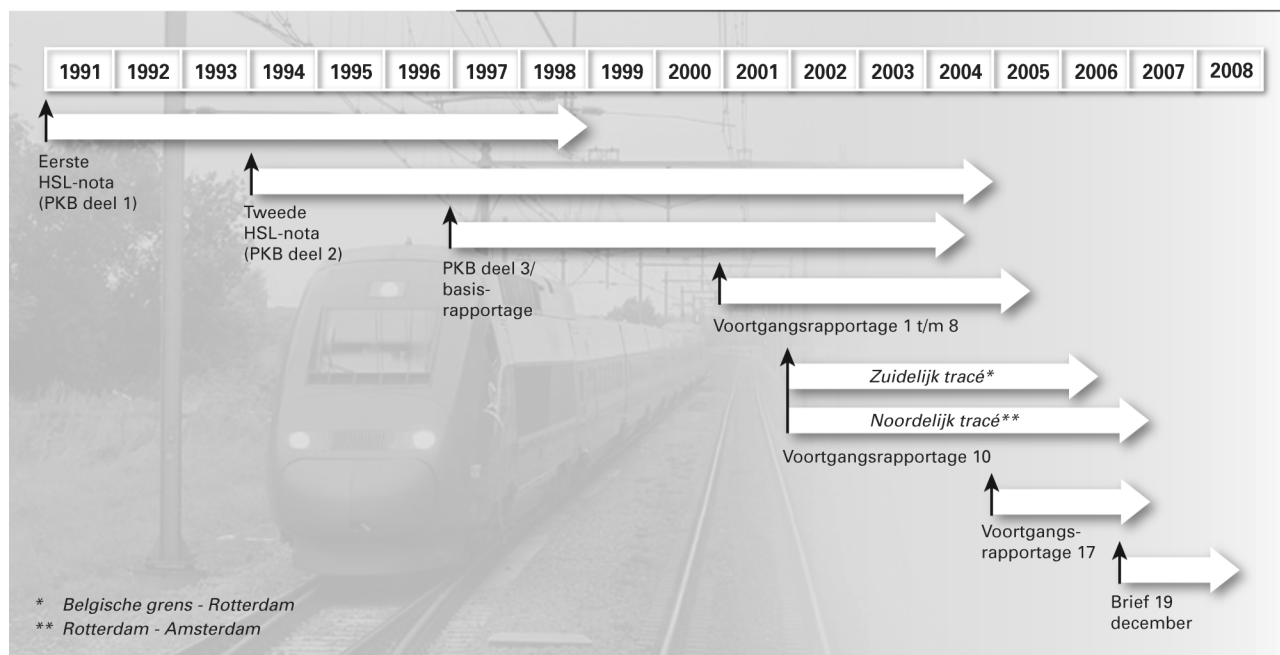 1991 1992 1993 1994 1995 1996 1997 1998 1999 2000 2001 2002 2003 2004 2005 2006 2007 2008
Eerste
HSL-nota
(PKB deel 1)
Tweede
HSL-nota
(PKB deel 2)
PKB deel 3/
basis-
rapportage
Voortgangsrapportage 1 t/m 8
Zuidelijk tracé*
Noordelijk tracé**
Voortgangsrapportage 10
Voortgangs-
rapportage 17
Brief 19
december
* Belgische grens - Rotterdam
** Rotterdam - Amsterdam